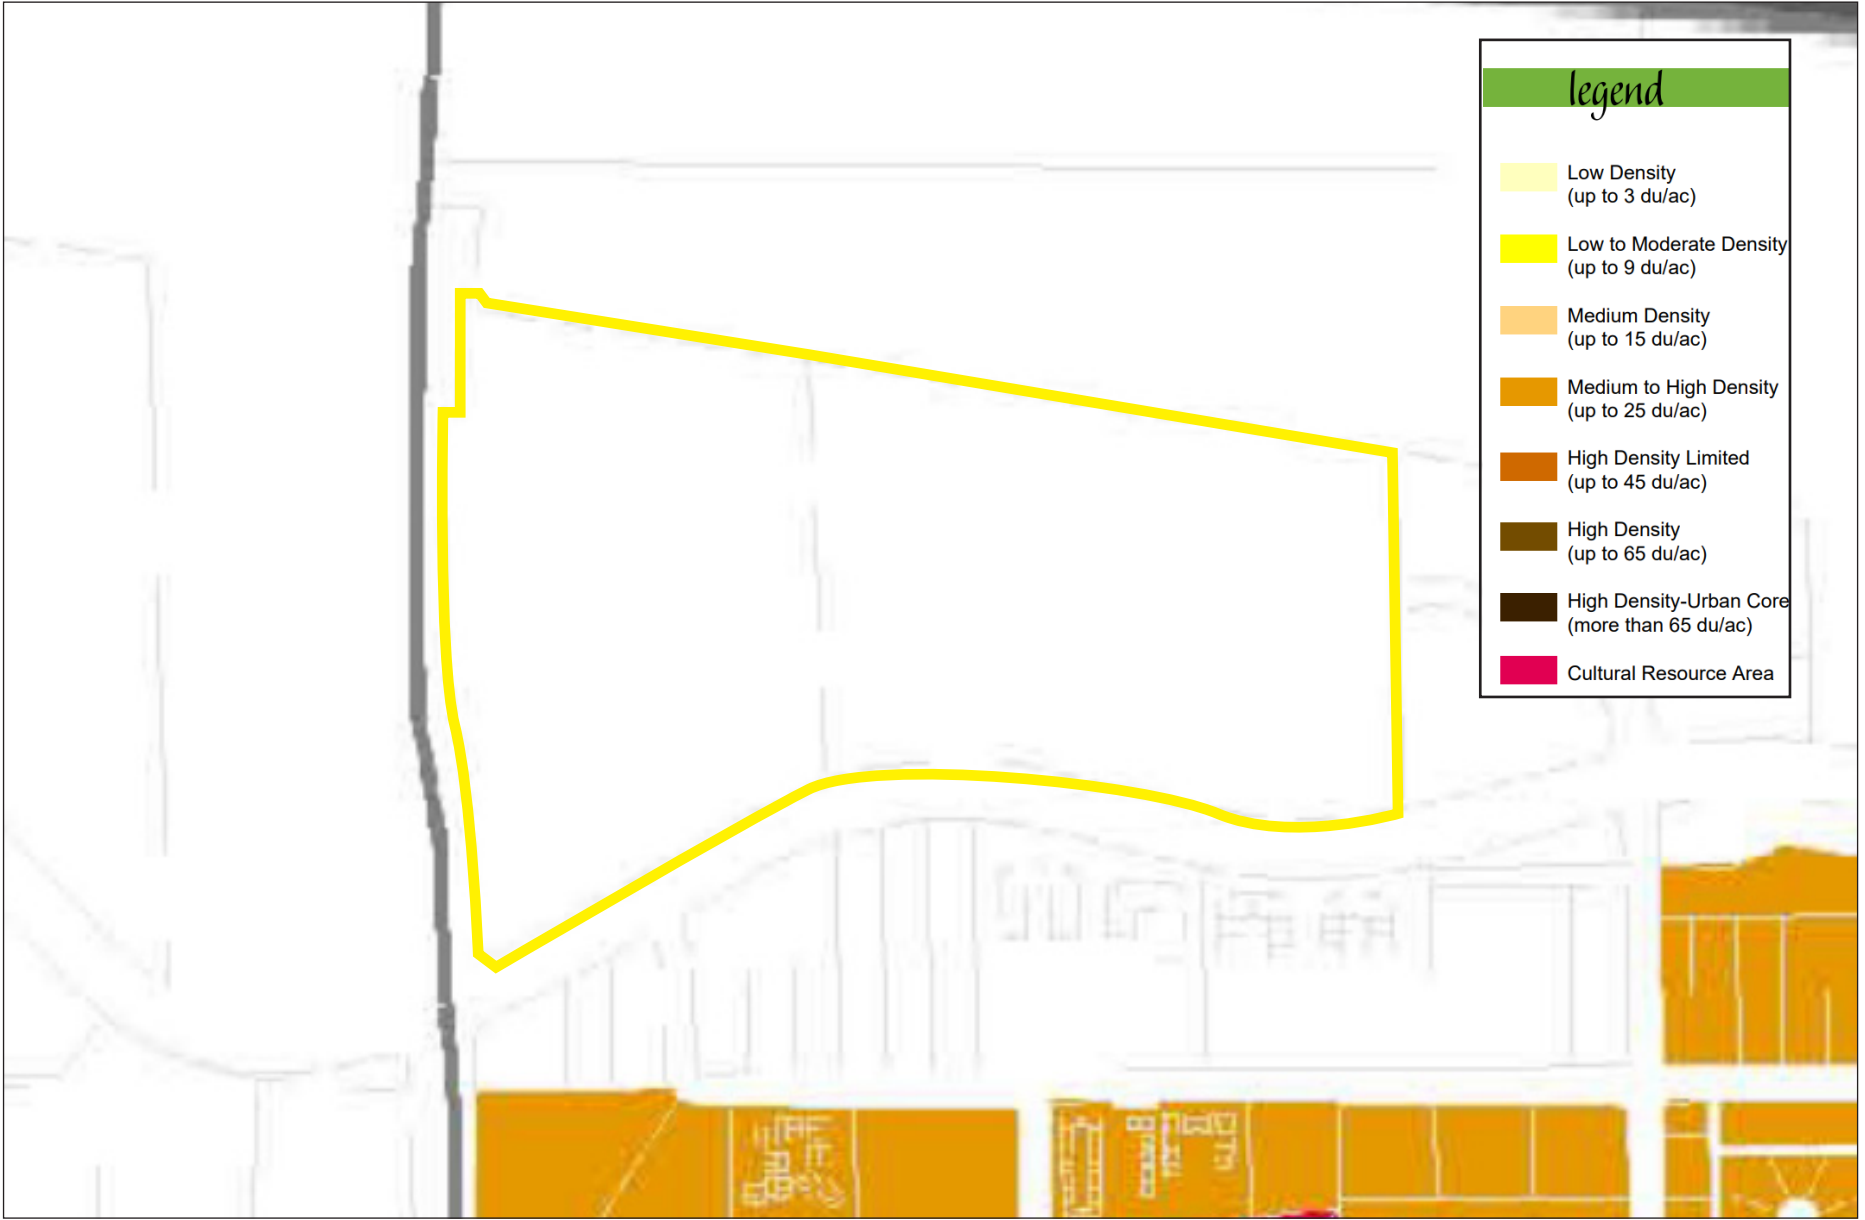 legend
Low Density
(up to 3 du/ac)
Low to Moderate Density
(up to 9 du/ac)
Medium Density
(up to 15 du/ac)
Medium to High Density
(up to 25 du/ac)
High Density Limited
(up to 45 du/ac)
High Density
(up to 65 du/ac)
High Density-Urban Core
(more than 65 du/ac)
Cultural Resource Area